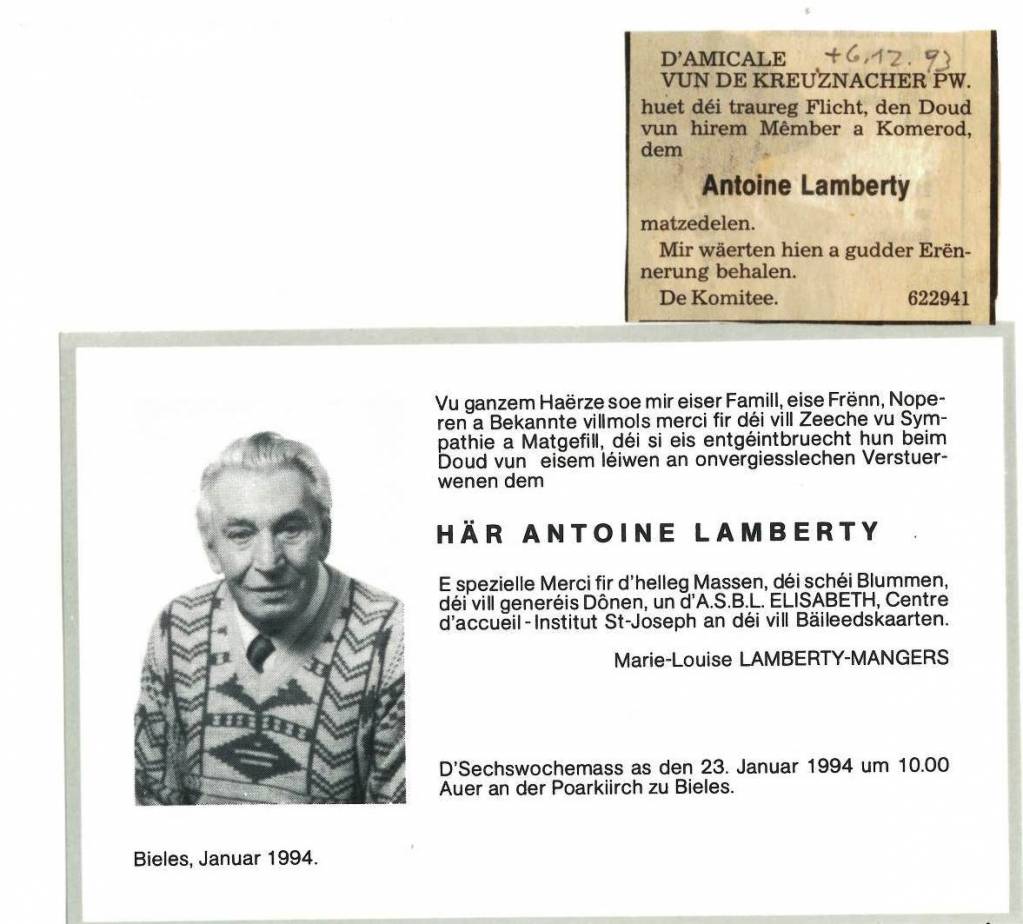 D'AMICALE +6.12.93
VUN DE KREUZNACHER PW.
huet déi traureg Flicht, den Doud
vun hirem Mêmber a Komerod,
dem
Antoine Lamberty
matzedelen.
Mir wäerten hien a gudder Erën-
nerung behalen.
De Komitee. 622941
Vu ganzem Haërze soe mir eiser Famill, eise Frënn, Nope-
ren a Bekannte villmols merci fir déi vill Zeeche vu Sym-
pathie a Matgefill, déi si eis entgéintbruecht hun beim
Doud vun eisem léiwen an onvergiesslechen Verstuer-
wenen dem
HÄR ANTOINE LAMBERTY
E spezielle Merci fir d'helleg Massen, déi schéi Blummen,
déi vill generéis Dônen, un d'A.S.B.L. ELISABETH, Centre
d'accueil - Institut St-Joseph an déi vill Bäileedskaarten.
Marie-Louise LAMBERTY-MANGERS
D'Sechswochemass as den 23. Januar 1994 um 10.00
Auer an der Poarkiirch zu Bieles.
Bieles, Januar 1994.